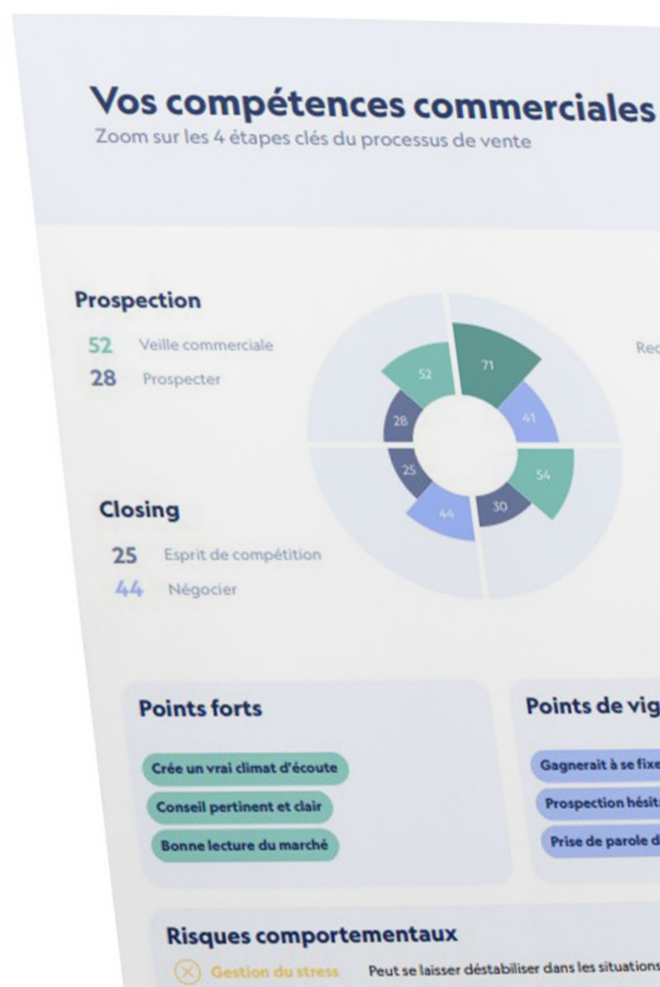 Vos compétences commerciales
Zoom sur les 4 étapes clés du processus de vente
Prospection
52 Veille commerciale
28 Prospecter
52
71
28
41
25
54
44
30
Closing
25 Esprit de compétition
44 Négocier
Points forts
Crée un vrai climat d'écoute
Conseil pertinent et clair
Bonne lecture du marché
Points de
Gagnerait à se
Prospection
Prise de parole
Risques comportementaux
Gestion du stress Peut se laisser déstabiliser dans les situations